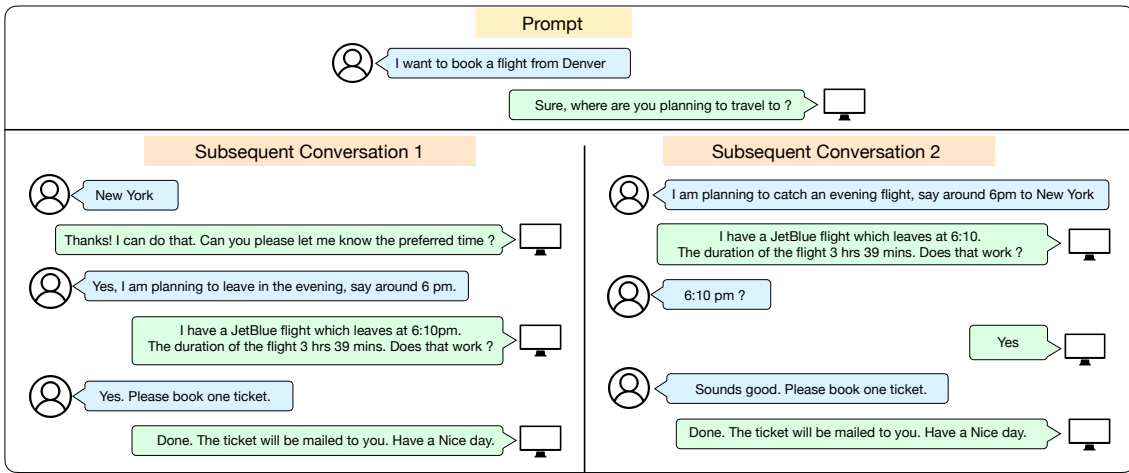 Prompt
I want to book a flight from Denver
Sure, where are you planning to travel to ?
Subsequent Conversation 1
New York
Thanks! I can do that. Can you please let me know the preferred time ?
Yes, I am planning to leave in the evening, say around 6 pm.
I have a JetBlue flight which leaves at 6:10pm.
The duration of the flight 3 hrs 39 mins. Does that work ?
Yes. Please book one ticket.
Done. The ticket will be mailed to you. Have a Nice day.
Subsequent Conversation 2
I am planning to catch an evening flight, say around 6pm to New York
I have a JetBlue flight which leaves at 6:10.
The duration of the flight 3 hrs 39 mins. Does that work ?
6:10 pm ?
Yes
Sounds good. Please book one ticket.
Done. The ticket will be mailed to you. Have a Nice day.